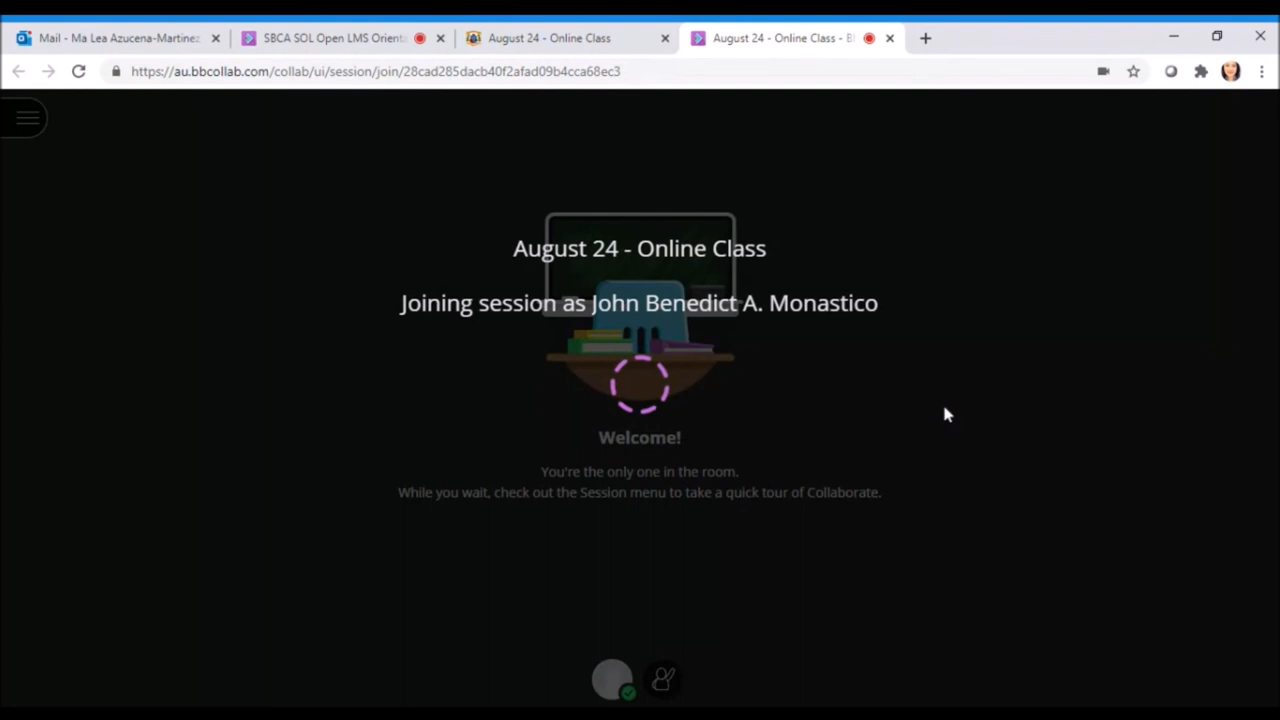 Mail - Ma Lea Azucena-Martinez
SBCA SOL Open LMS Orient
August 24 - Online Class
August 24 - Online Class - B
https://au.bbcollab.com/collab/ui/session/join/28cad285dacb40f2afad09b4cca68ec3
August 24 - Online Class
Joining session as John Benedict A. Monastico
Welcome!
You're the only one in the room.
While you wait, check out the Session menu to take a quick tour of Collaborate.